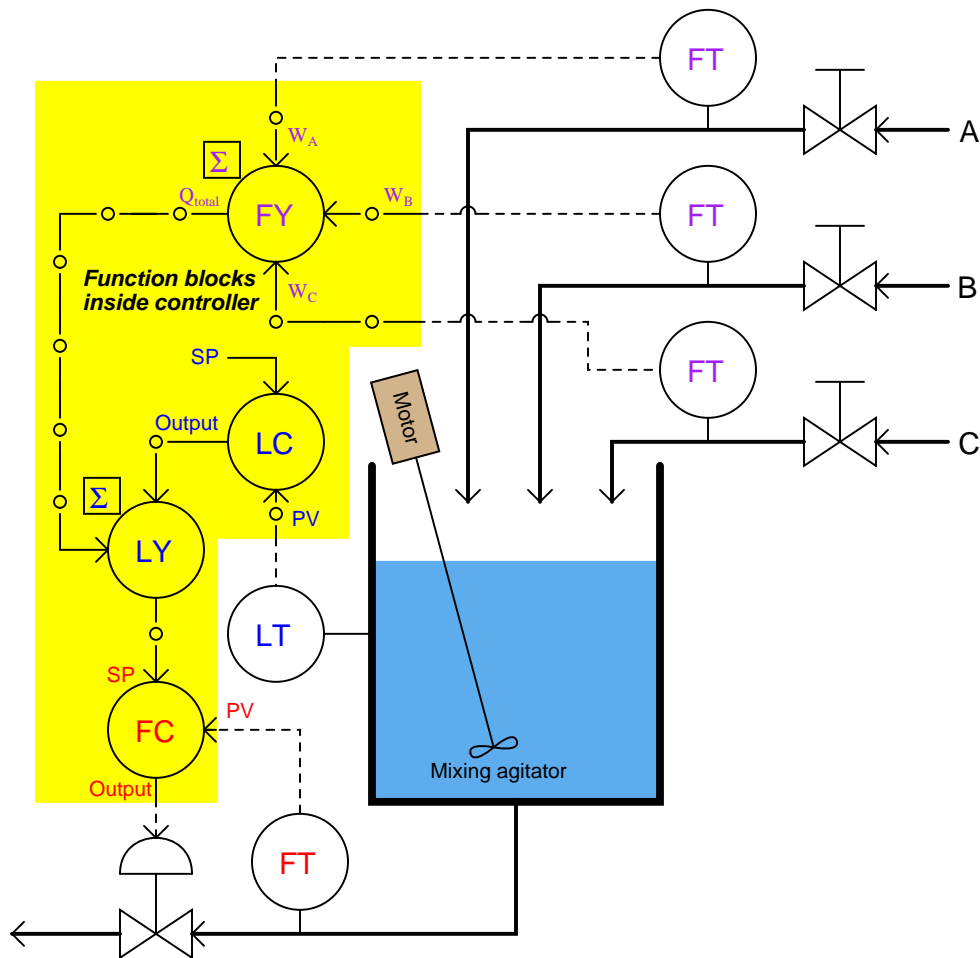 FT
A
W_A
Σ
FY
Q_total
W_B
FT
B
Function blocks
inside controller
W_C
SP
FT
Motor
Output
LC
C
Σ
PV
LY
LT
SP
PV
FC
Mixing agitator
Output
FT